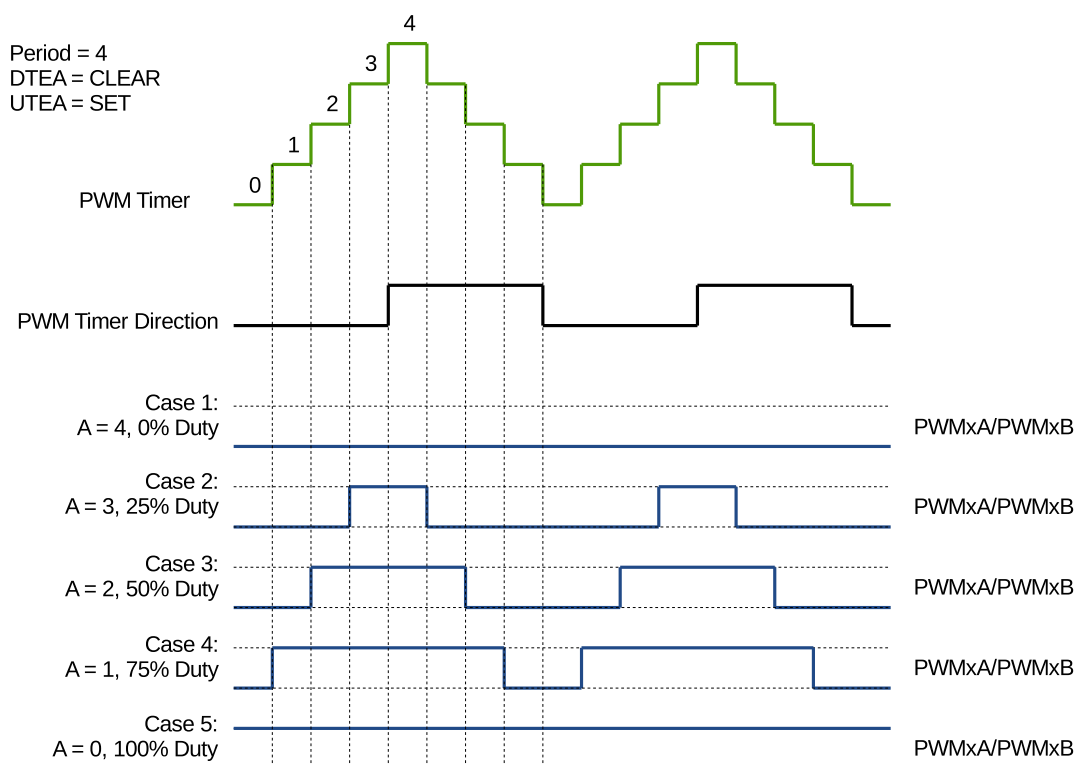 4
Period = 4
DTEA = CLEAR
UTEA = SET
3
2
1
0
PWM Timer
PWM Timer Direction
Case 1:
A = 4, 0% Duty
PWMxA/PWMxB
Case 2:
A = 3, 25% Duty
PWMxA/PWMxB
Case 3:
A = 2, 50% Duty
PWMxA/PWMxB
Case 4:
A = 1, 75% Duty
PWMxA/PWMxB
Case 5:
A = 0, 100% Duty
PWMxA/PWMxB